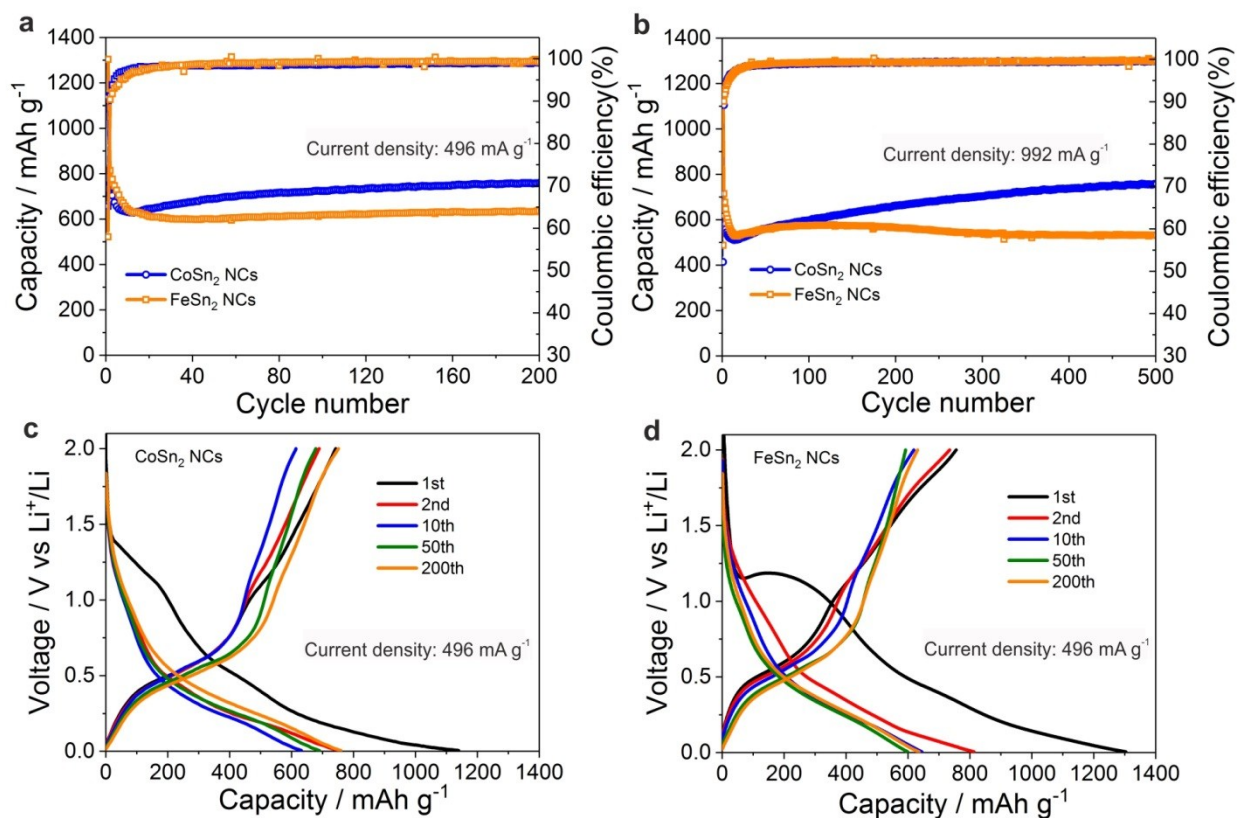 a
1400
1200
1000
800
600
400
200
0
Capacity / mAh g⁻¹
100
90
80
70
60
50
40
30
Coulombic efficiency(%)
Current density: 496 mA g⁻¹
CoSn₂ NCs
FeSn₂ NCs
0 40 80 120 160 200
Cycle number
b
1400
1200
1000
800
600
400
200
0
Capacity / mAh g⁻¹
100
90
80
70
60
50
40
30
Coulombic efficiency(%)
Current density: 992 mA g⁻¹
CoSn₂ NCs
FeSn₂ NCs
0 100 200 300 400 500
Cycle number
c
2.0
1.5
1.0
0.5
0.0
Voltage / V vs Li⁺/Li
CoSn₂ NCs
1st
2nd
10th
50th
200th
Current density: 496 mA g⁻¹
0 200 400 600 800 1000 1200 1400
Capacity / mAh g⁻¹
d
2.0
1.5
1.0
0.5
0.0
Voltage / V vs Li⁺/Li
FeSn₂ NCs
1st
2nd
10th
50th
200th
Current density: 496 mA g⁻¹
0 200 400 600 800 1000 1200 1400
Capacity / mAh g⁻¹